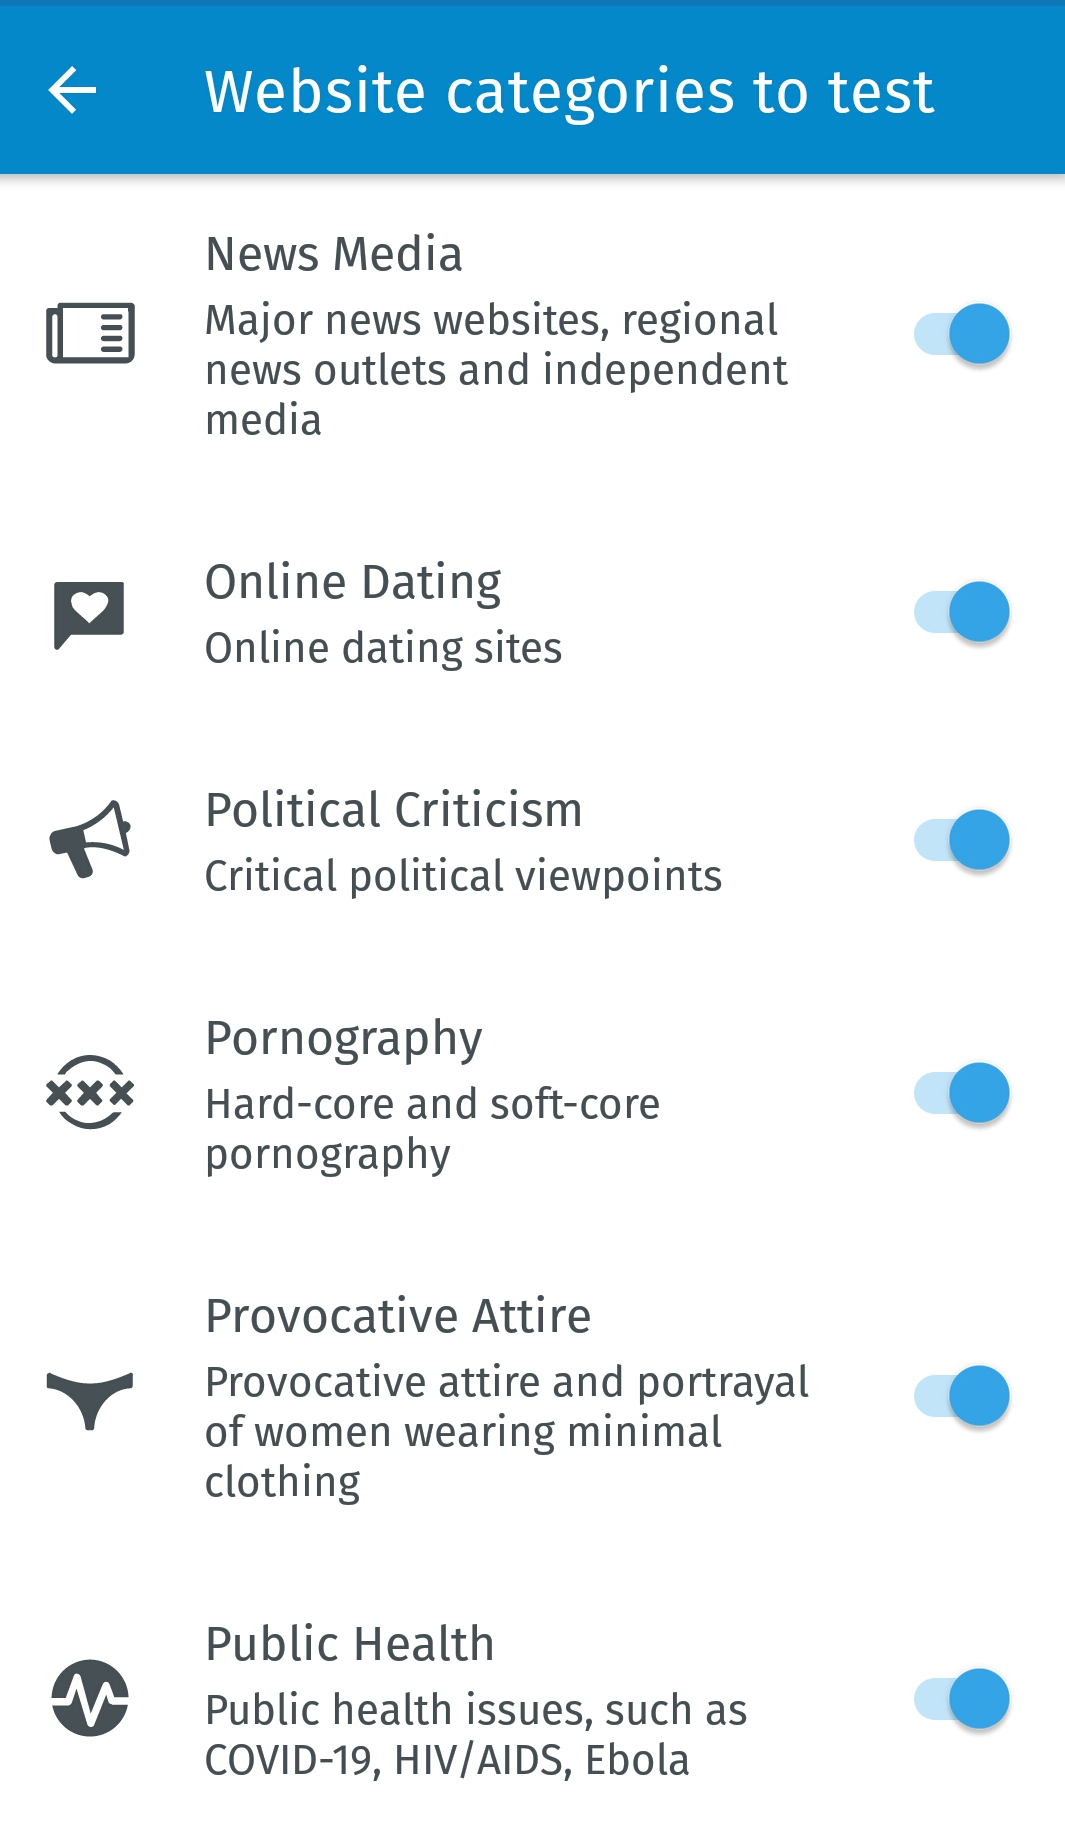 Website categories to test
News Media
Major news websites, regional
news outlets and independent
media
Online Dating
Online dating sites
Political Criticism
Critical political viewpoints
Pornography
Hard-core and soft-core
pornography
Provocative Attire
Provocative attire and portrayal
of women wearing minimal
clothing
Public Health
Public health issues, such as
COVID-19, HIV/AIDS, Ebola